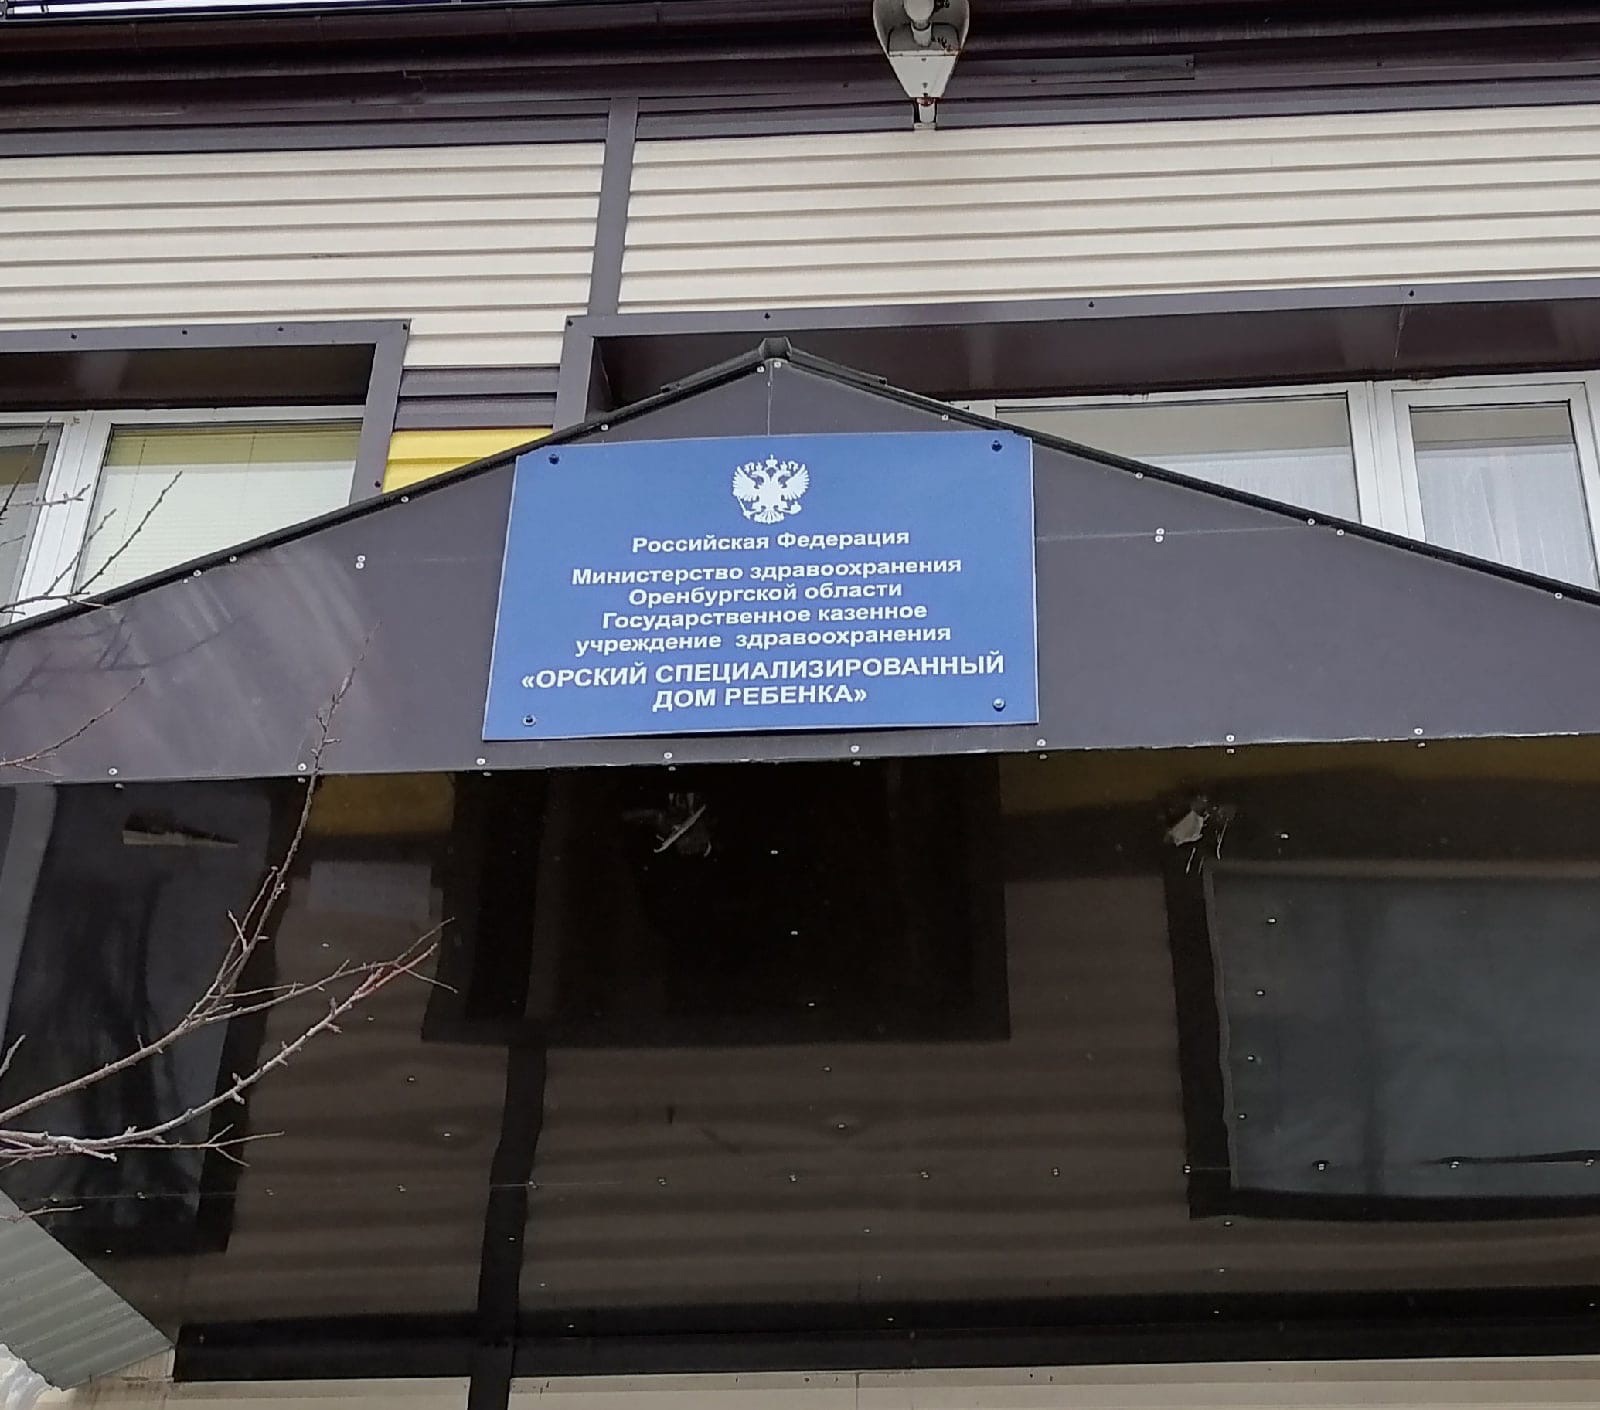 Российская Федерация
Министерство здравоохранения
Оренбургской области
Государственное казенное
учреждение здравоохранения
«ОРСКИЙ СПЕЦИАЛИЗИРОВАННЫЙ
ДОМ РЕБЕНКА»